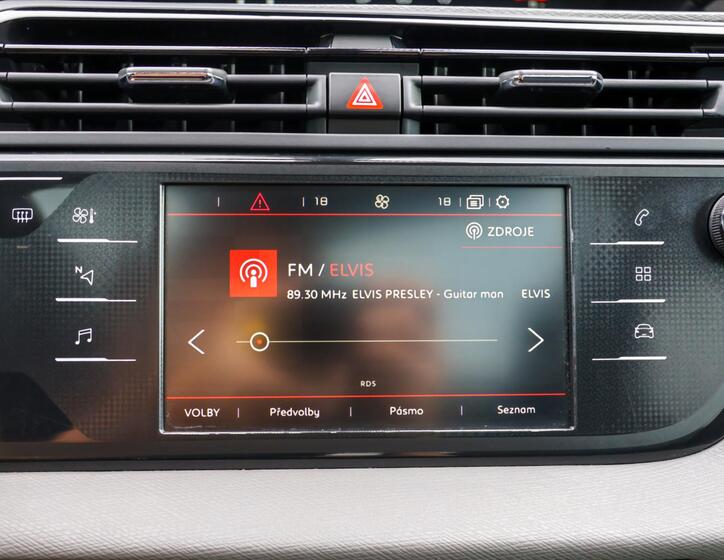 18 18
ZDROJE
FM / ELVIS
89.30 MHz ELVIS PRESLEY - Guitar man ELVIS
RDS
VOLBY | Předvolby | Pásmo | Seznam
N